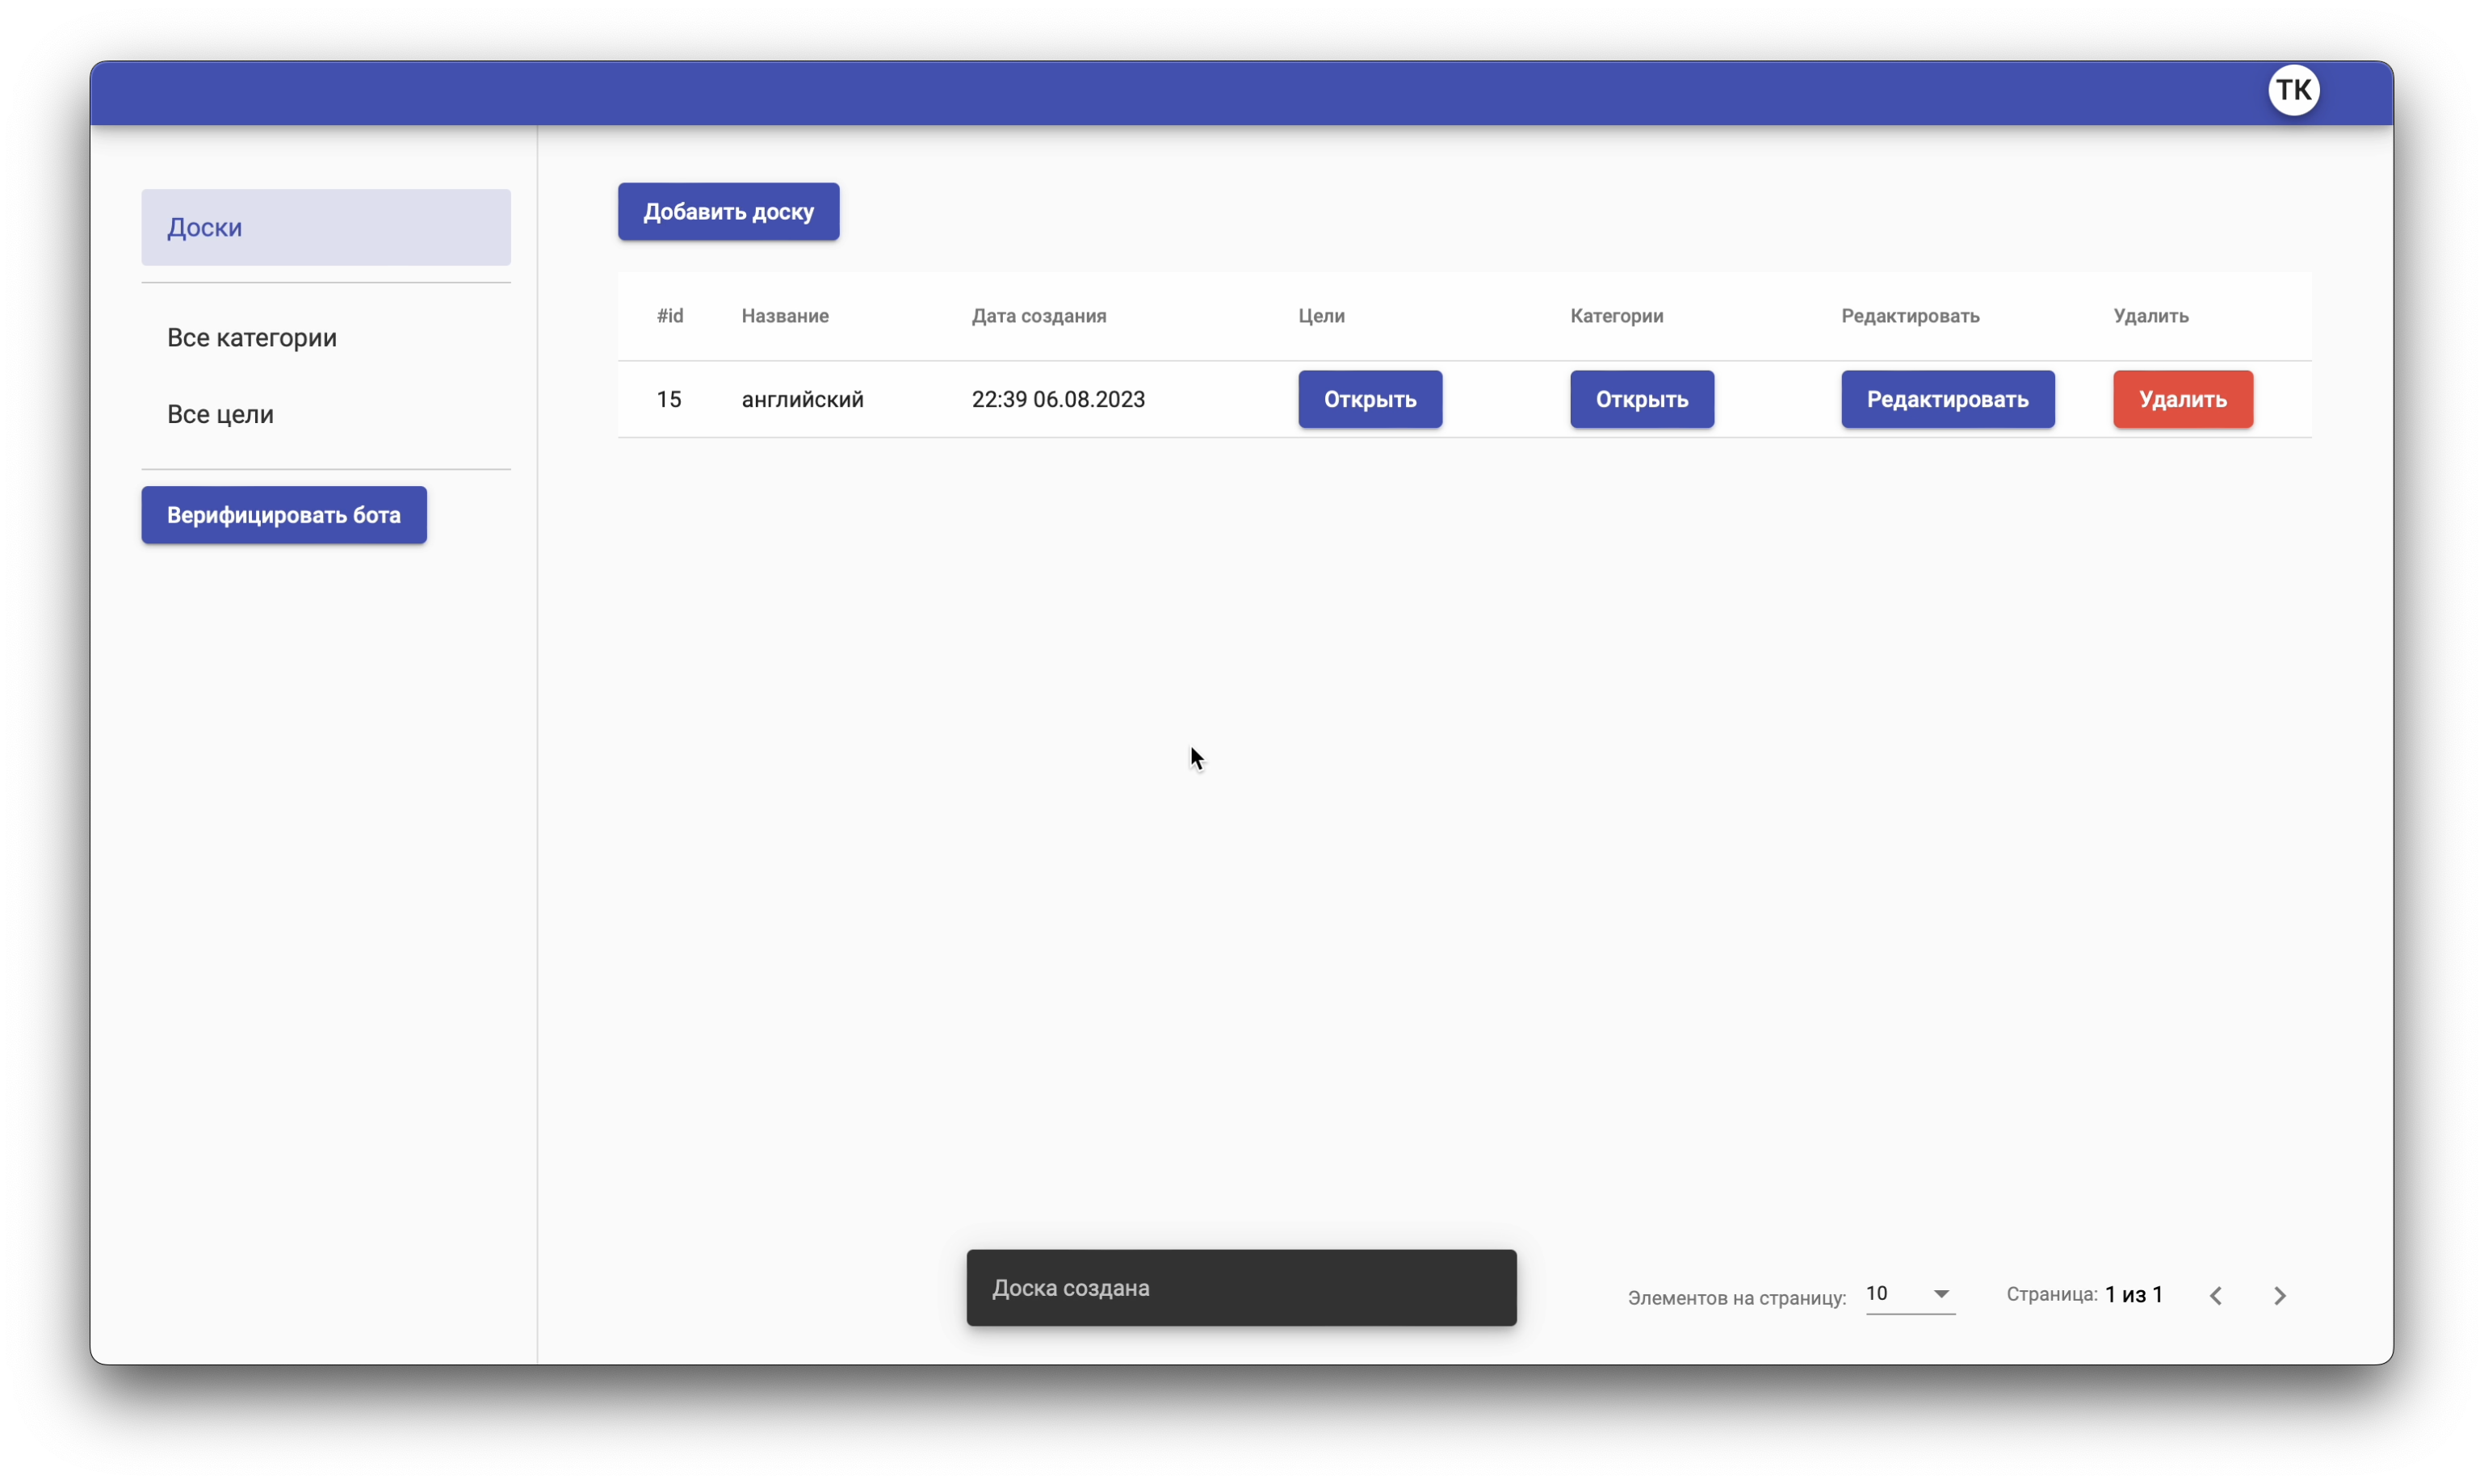 ТК
Доски
Все категории
Все цели
Верифицировать бота
Добавить доску
#id Название Дата создания Цели Категории Редактировать Удалить
15 английский 22:39 06.08.2023 Открыть Открыть Редактировать Удалить
Доска создана
Элементов на страницу: 10 Страница: 1 из 1